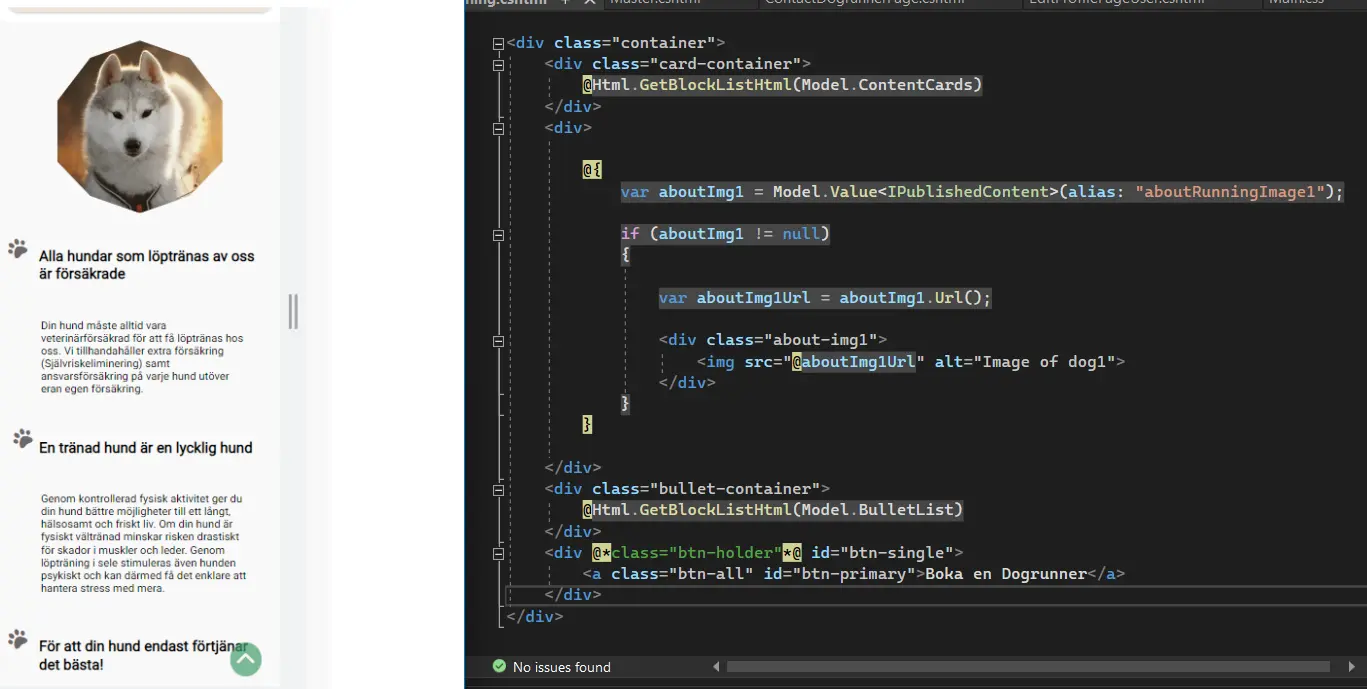 ning.cshtml
Master.cshtml
ContactDogrunnerPage.cshtml
EditProfilePageUser.cshtml
Main.css
Alla hundar som löptränas av oss
är försäkrade
Din hund måste alltid vara
veterinärförsäkrad för att få löptränas hos
oss. Vi tillhandahåller extra försäkring
(Självriskeliminering) samt
ansvarsförsäkring på varje hund utöver
eran egen försäkring.
En tränad hund är en lycklig hund
Genom kontrollerad fysisk aktivitet ger du
din hund bättre möjligheter till ett långt,
hälsosamt och friskt liv. Om din hund är
fysiskt vältränad minskar risken drastiskt
för skador i muskler och leder. Genom
löpträning i sele stimuleras även hunden
psykiskt och kan därmed få det enklare att
hantera stress med mera.
För att din hund endast förtjänar
det bästa!
<div class="container">
<div class="card-container">
@Html.GetBlockListHtml(Model.ContentCards)
</div>
<div>
@{
var aboutImg1 = Model.Value<IPublishedContent>(alias: "aboutRunningImage1");
if (aboutImg1 != null)
{
var aboutImg1Url = aboutImg1.Url();
<div class="about-img1">
<img src="@aboutImg1Url" alt="Image of dog1">
</div>
}
}
</div>
<div class="bullet-container">
@Html.GetBlockListHtml(Model.BulletList)
</div>
<div @*class="btn-holder"*@ id="btn-single">
<a class="btn-all" id="btn-primary">Boka en Dogrunner</a>
</div>
</div>
No issues found